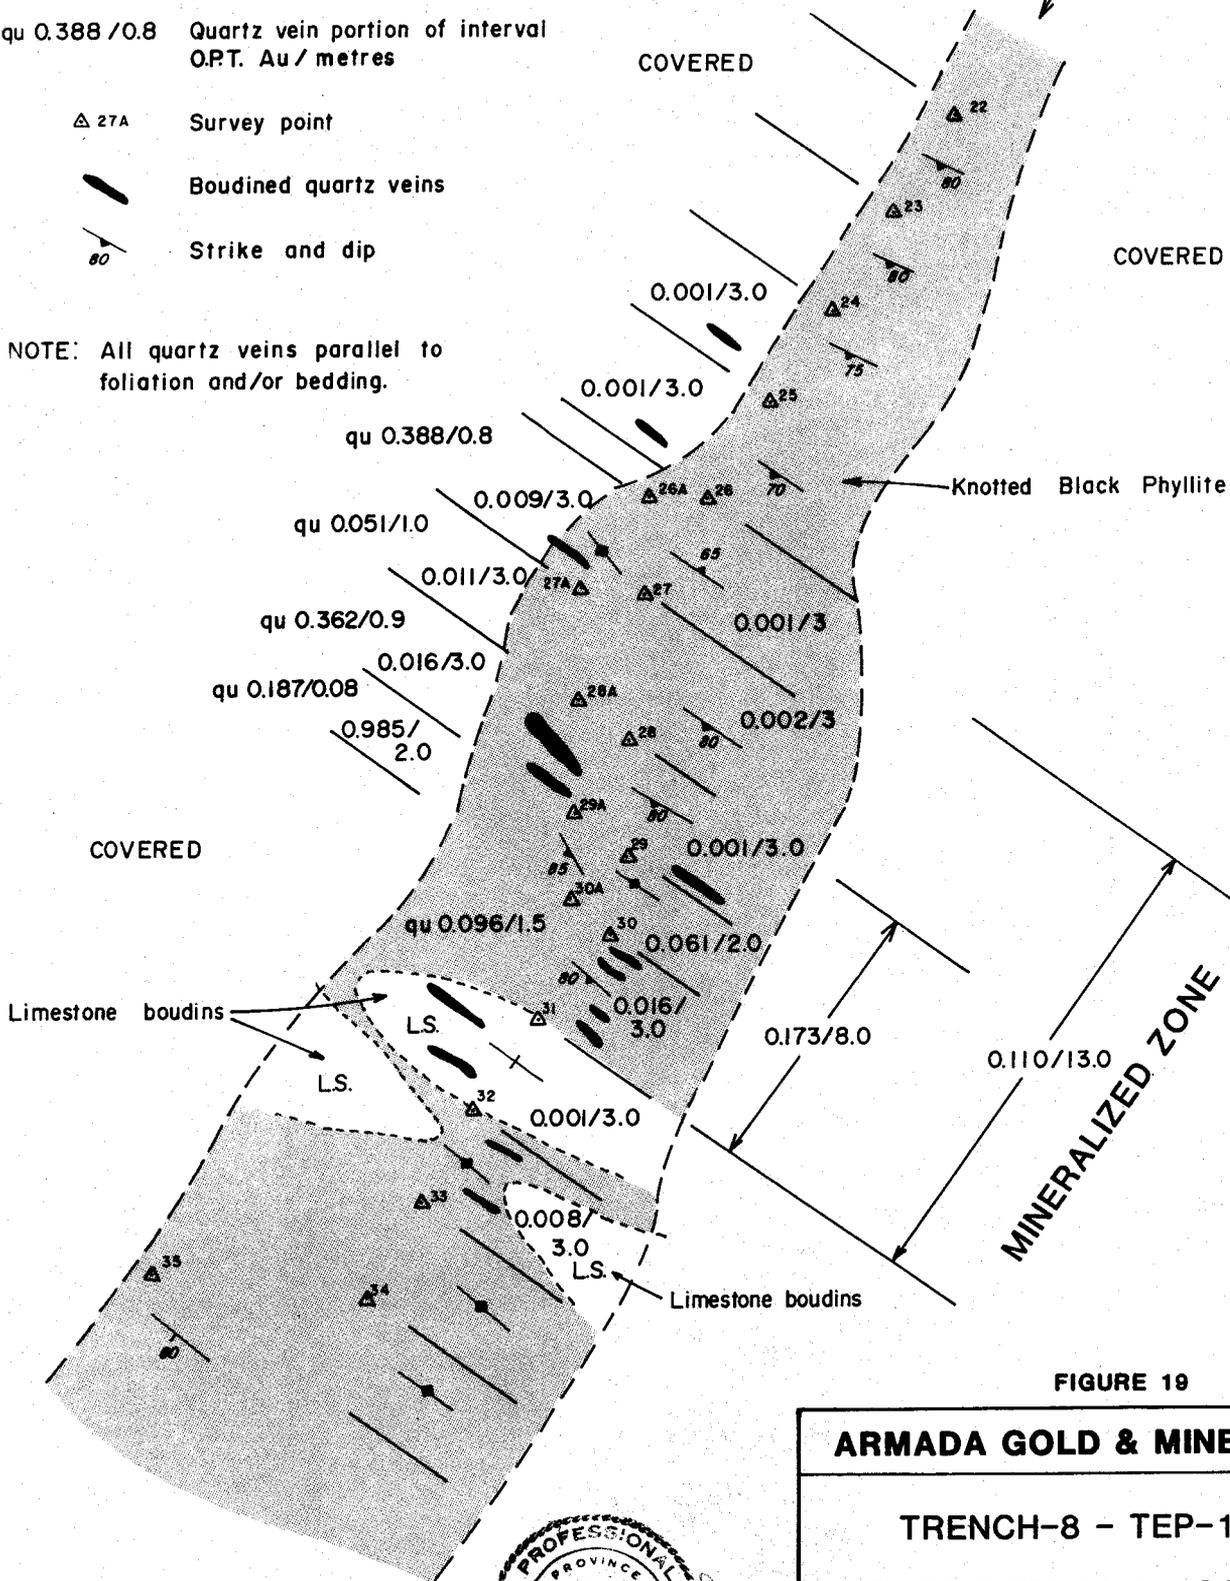 qu 0.388/0.8 Quartz vein portion of interval
O.P.T. Au/metres
27A Survey point
Boudined quartz veins
80 Strike and dip
NOTE: All quartz veins parallel to
foliation and/or bedding.
COVERED
22
80
23
COVERED
80
0.001/3.0
24
75
0.001/3.0
25
qu 0.388/0.8
70
Knotted Black Phyllite
26A
26
0.009/3.0
qu 0.051/1.0
65
0.011/3.0
27A
27
qu 0.362/0.9
0.001/3
0.016/3.0
qu 0.187/0.08
28A
0.002/3
0.985/
2.0
28
80
29A
80
COVERED
29
0.001/3.0
85
30A
qu 0.096/1.5
30
0.061/2.0
80
Limestone boudins
0.016/
3.0
31
L.S.
0.173/8.0
0.110/13.0
MINERALIZED ZONE
L.S.
32
0.001/3.0
33
0.008/
3.0
L.S.
35
34
Limestone boudins
80
FIGURE 19
ARMADA GOLD & MINE
TRENCH-8 - TEP-1
PROFESSIONAL
PROVINCE